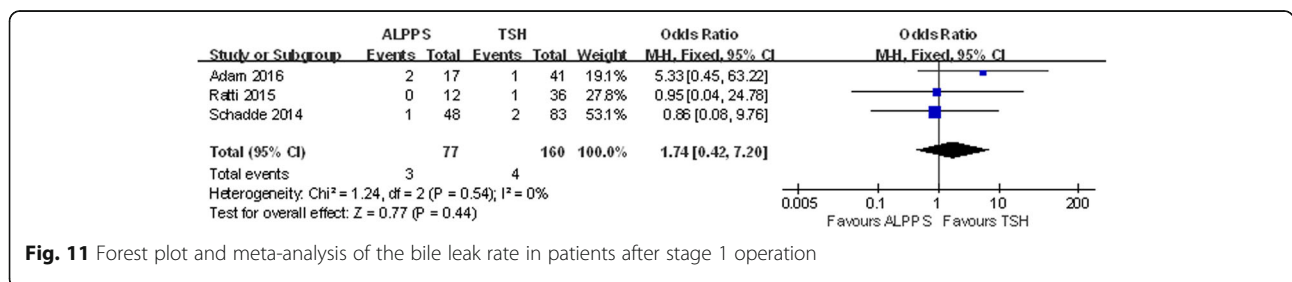 ALPPS TSH Odds Ratio Odds Ratio
Study or Subgroup Events Total Events Total Weight M-H, Fixed, 95% CI M-H, Fixed, 95% CI
Adam 2016 2 17 1 41 19.1% 5.33 [0.45, 63.22]
Ratti 2015 0 12 1 36 27.8% 0.95 [0.04, 24.78]
Schadde 2014 1 48 2 83 53.1% 0.86 [0.08, 9.76]
Total (95% CI) 77 160 100.0% 1.74 [0.42, 7.20]
Total events 3 4
Heterogeneity: Chi² = 1.24, df = 2 (P = 0.54); I² = 0%
Test for overall effect: Z = 0.77 (P = 0.44)
0.005 0.1 1 10 200
Favours ALPPS Favours TSH
Fig. 11 Forest plot and meta-analysis of the bile leak rate in patients after stage 1 operation